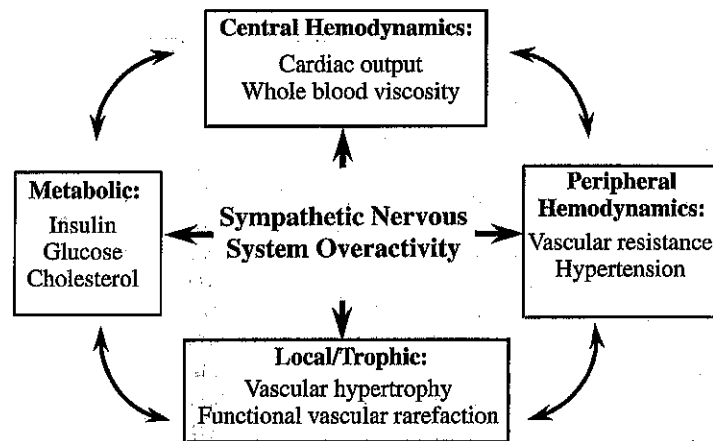 Central Hemodynamics:
Cardiac output
Whole blood viscosity
Metabolic:
Insulin
Glucose
Cholesterol
Sympathetic Nervous
System Overactivity
Peripheral
Hemodynamics:
Vascular resistance
Hypertension
Local/Trophic:
Vascular hypertrophy
Functional vascular rarefaction